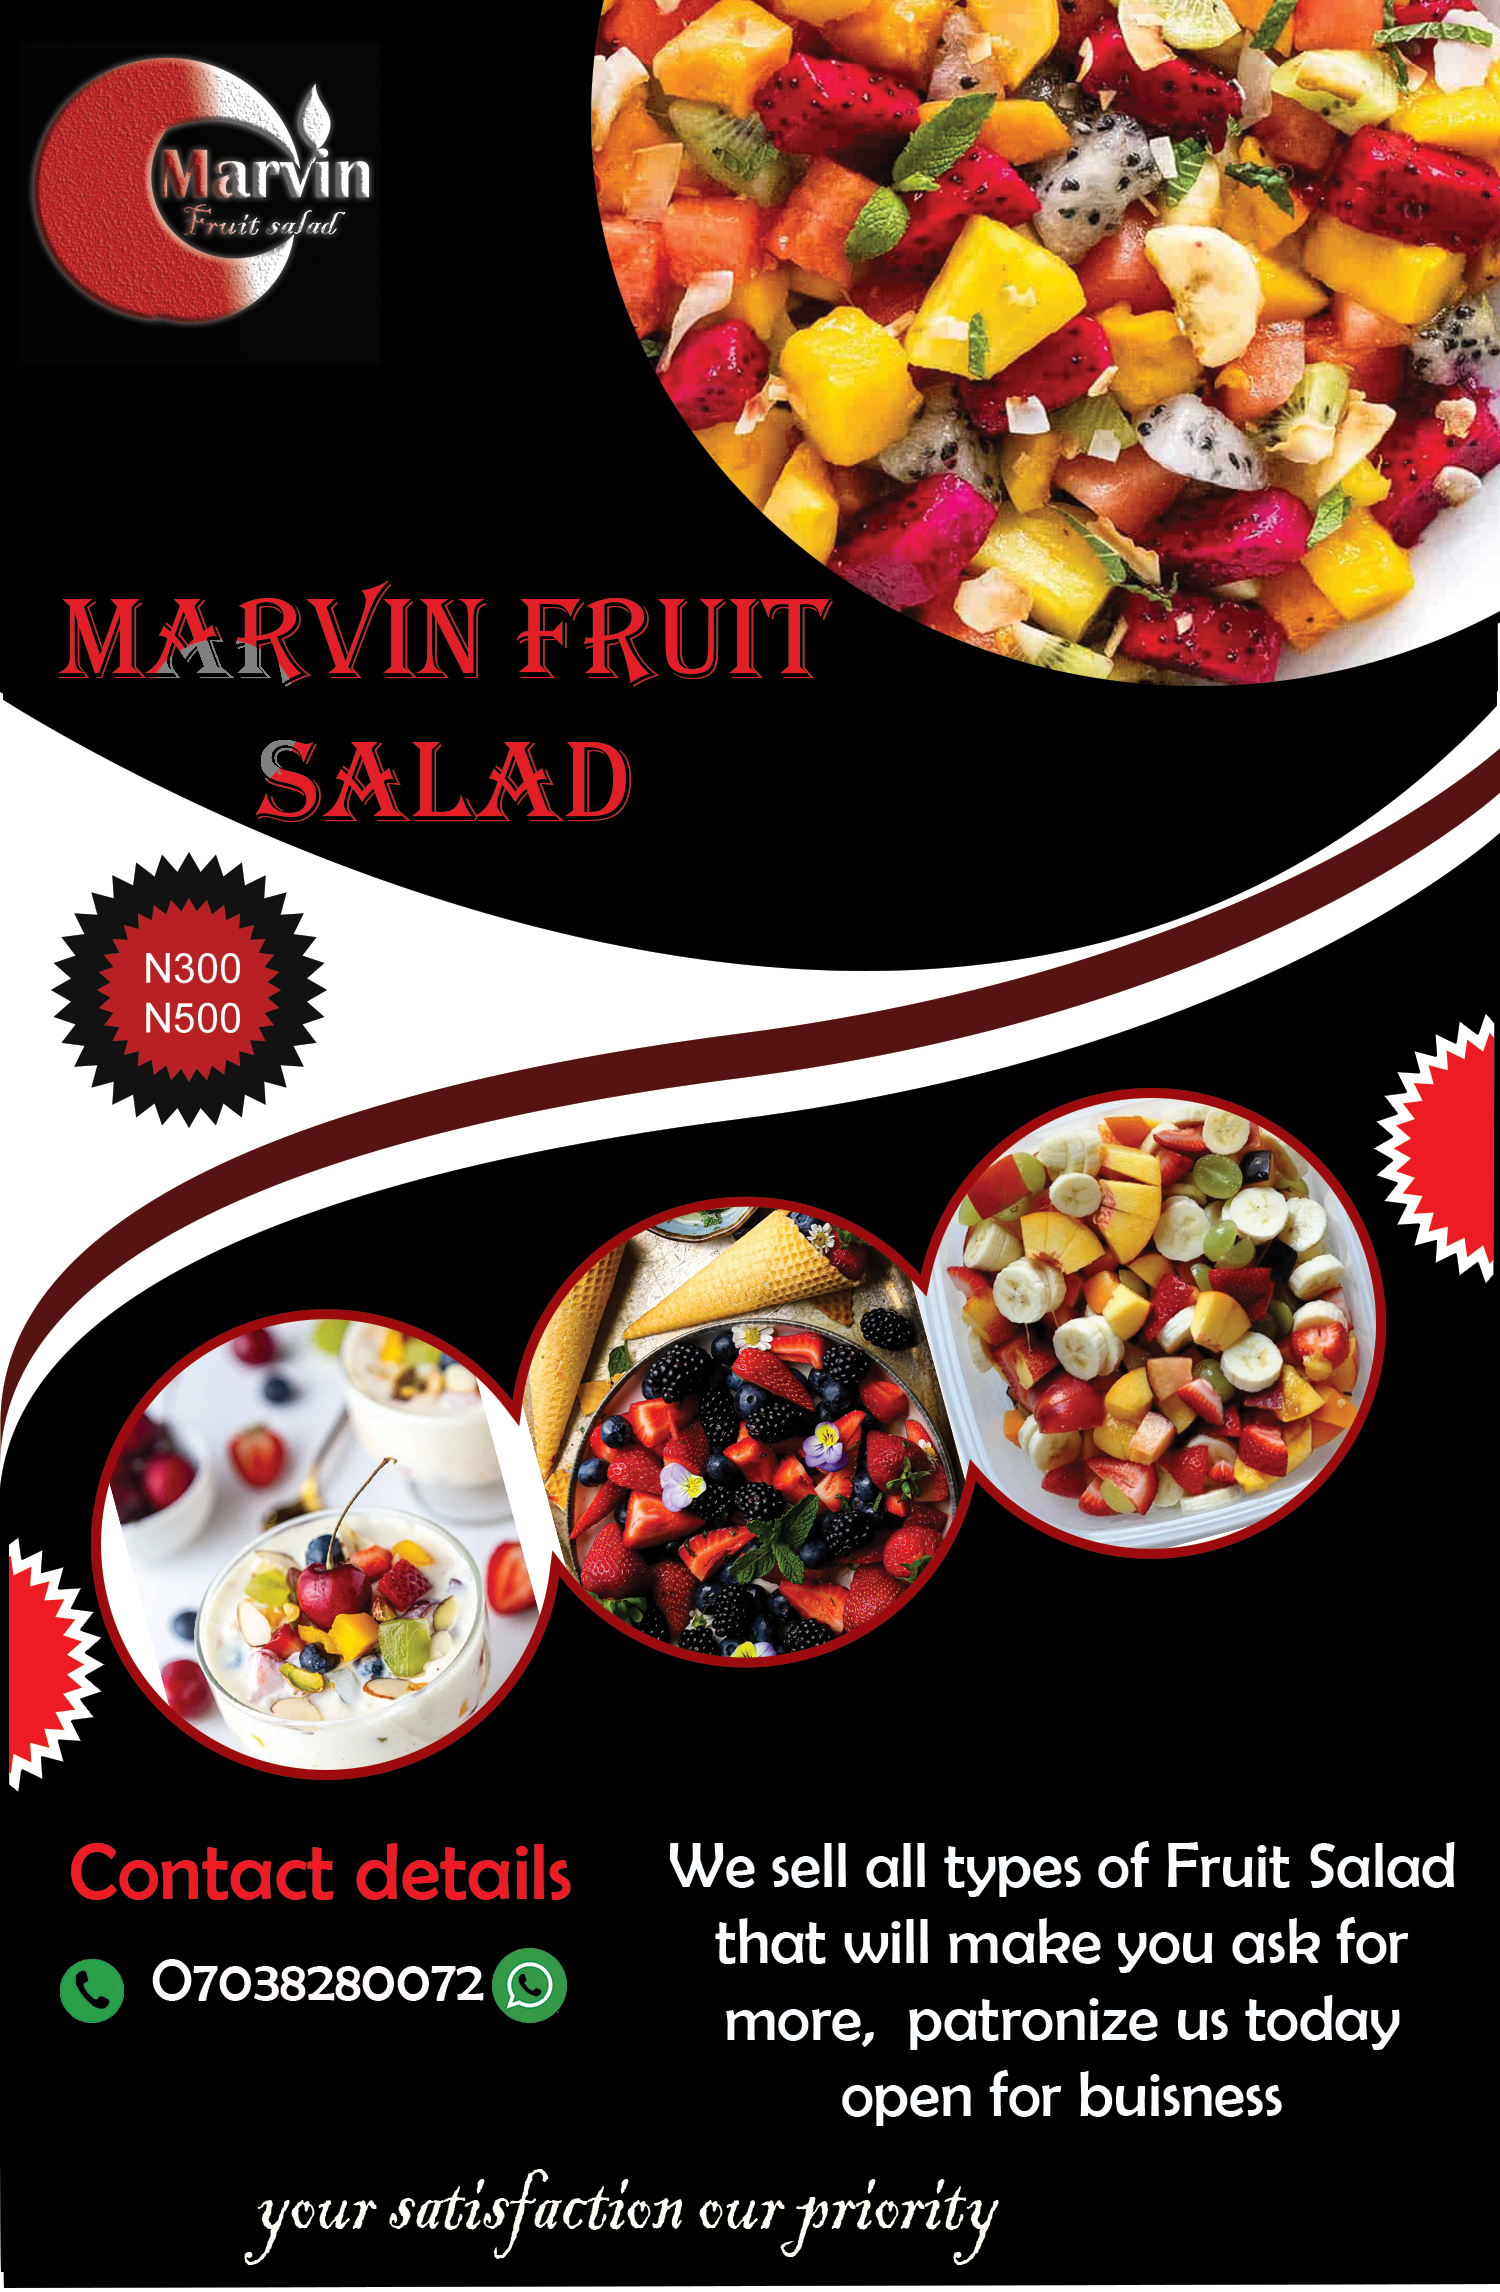 Marvin
Fruit salad
MARVIN FRUIT
SALAD
N300
N500
Contact details
07038280072
We sell all types of Fruit Salad
that will make you ask for
more, patronize us today
open for buisness
your satisfaction our priority